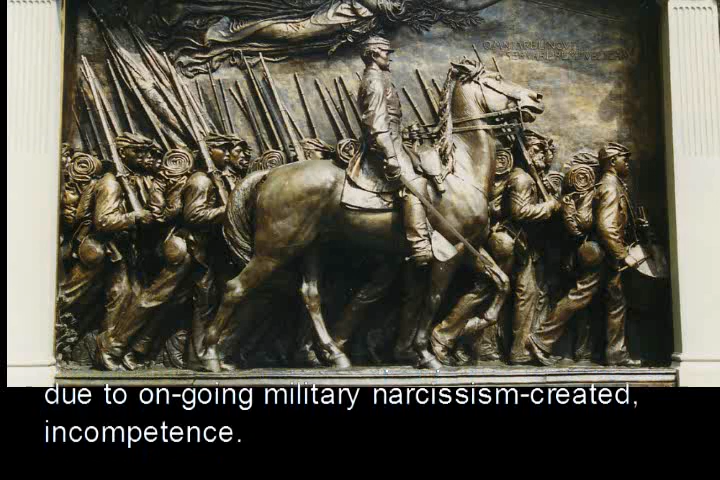 due to on-going military narcissism-created,
incompetence.